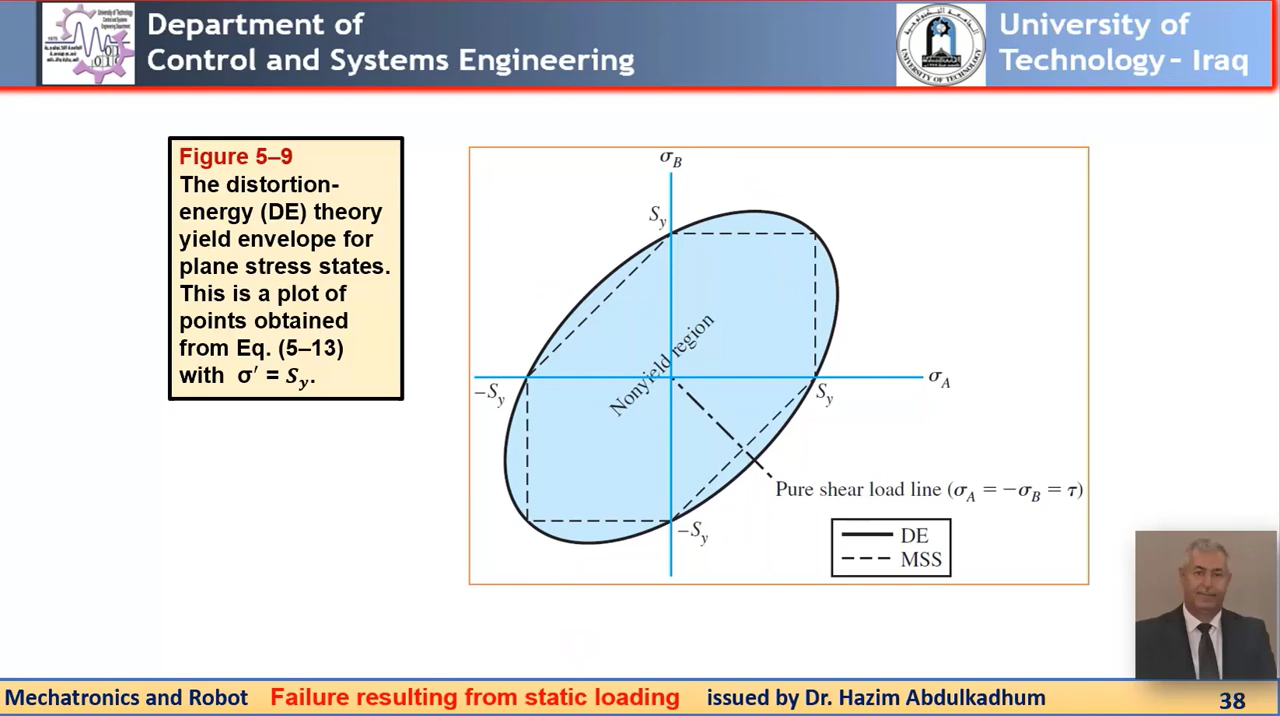 Department of
Control and Systems Engineering
University of
Technology - Iraq
Figure 5–9
The distortion-
energy (DE) theory
yield envelope for
plane stress states.
This is a plot of
points obtained
from Eq. (5–13)
with σ′ = Sy.
σB
Sy
Nonyield region
σA
−Sy
Sy
Pure shear load line (σA = −σB = τ)
−Sy
DE
MSS
Mechatronics and Robot Failure resulting from static loading issued by Dr. Hazim Abdulkadhum 38